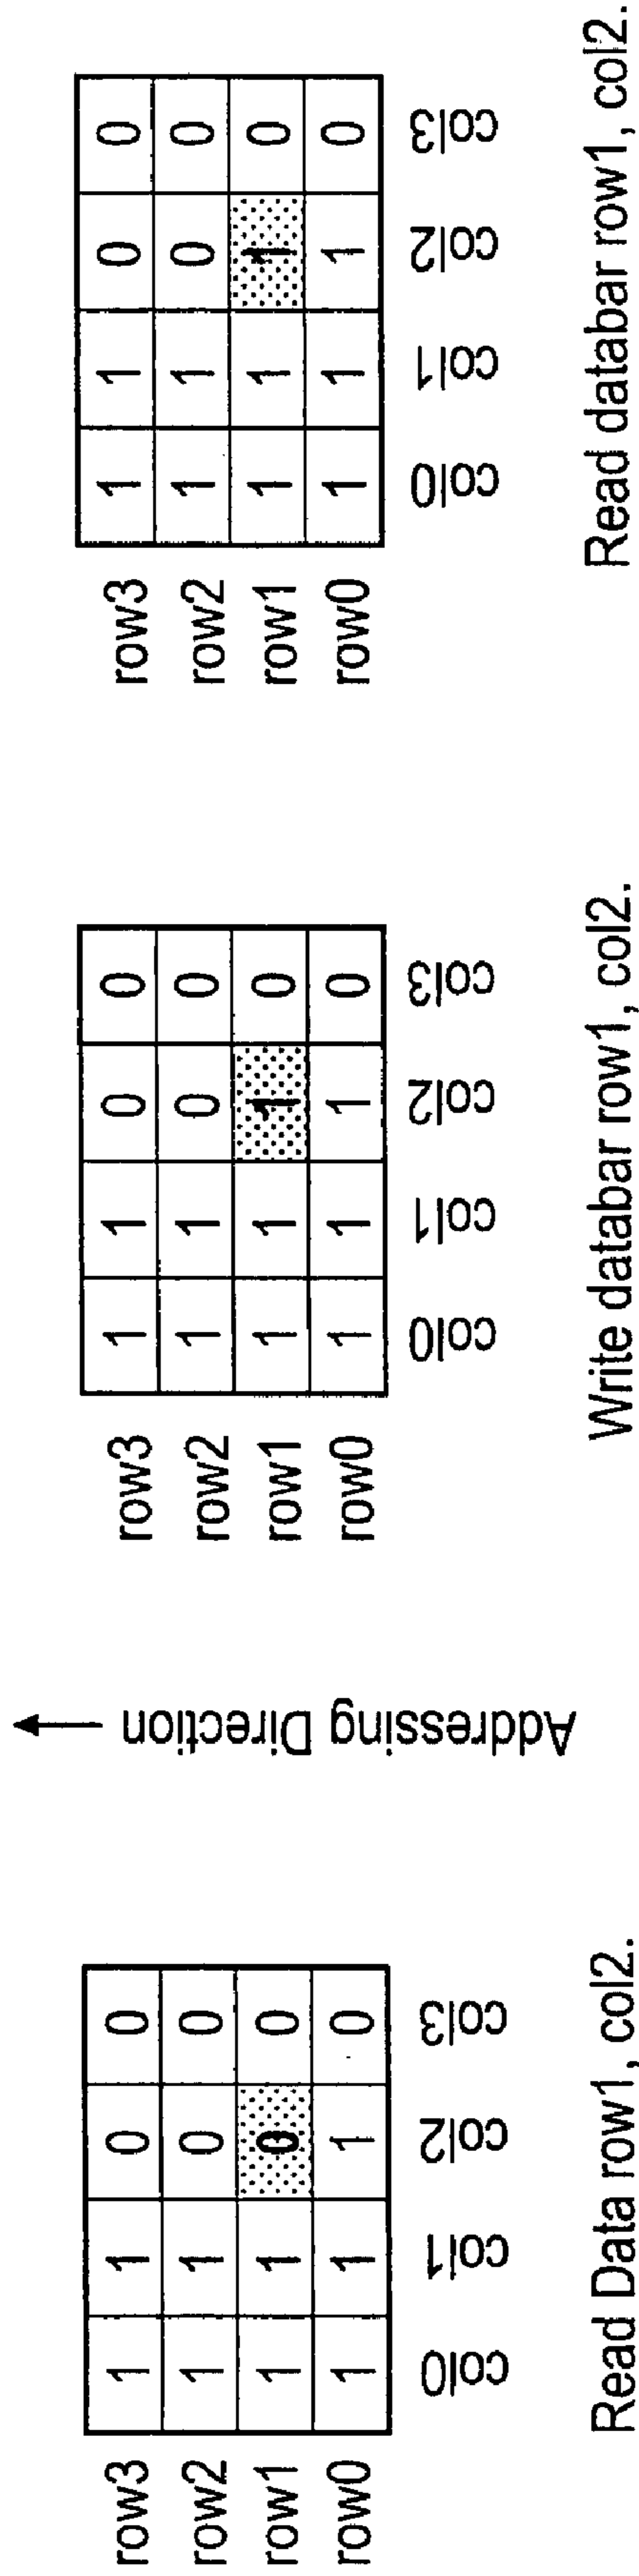 row3 1 1 0 0
row2 1 1 0 0
row1 1 1 0 0
row0 1 1 1 0
col0 col1 col2 col3
Read Data row1, col2.
Addressing Direction
row3 1 1 0 0
row2 1 1 0 0
row1 1 1 1 0
row0 1 1 1 0
col0 col1 col2 col3
Write databar row1, col2.
row3 1 1 0 0
row2 1 1 0 0
row1 1 1 1 0
row0 1 1 1 0
col0 col1 col2 col3
Read databar row1, col2.